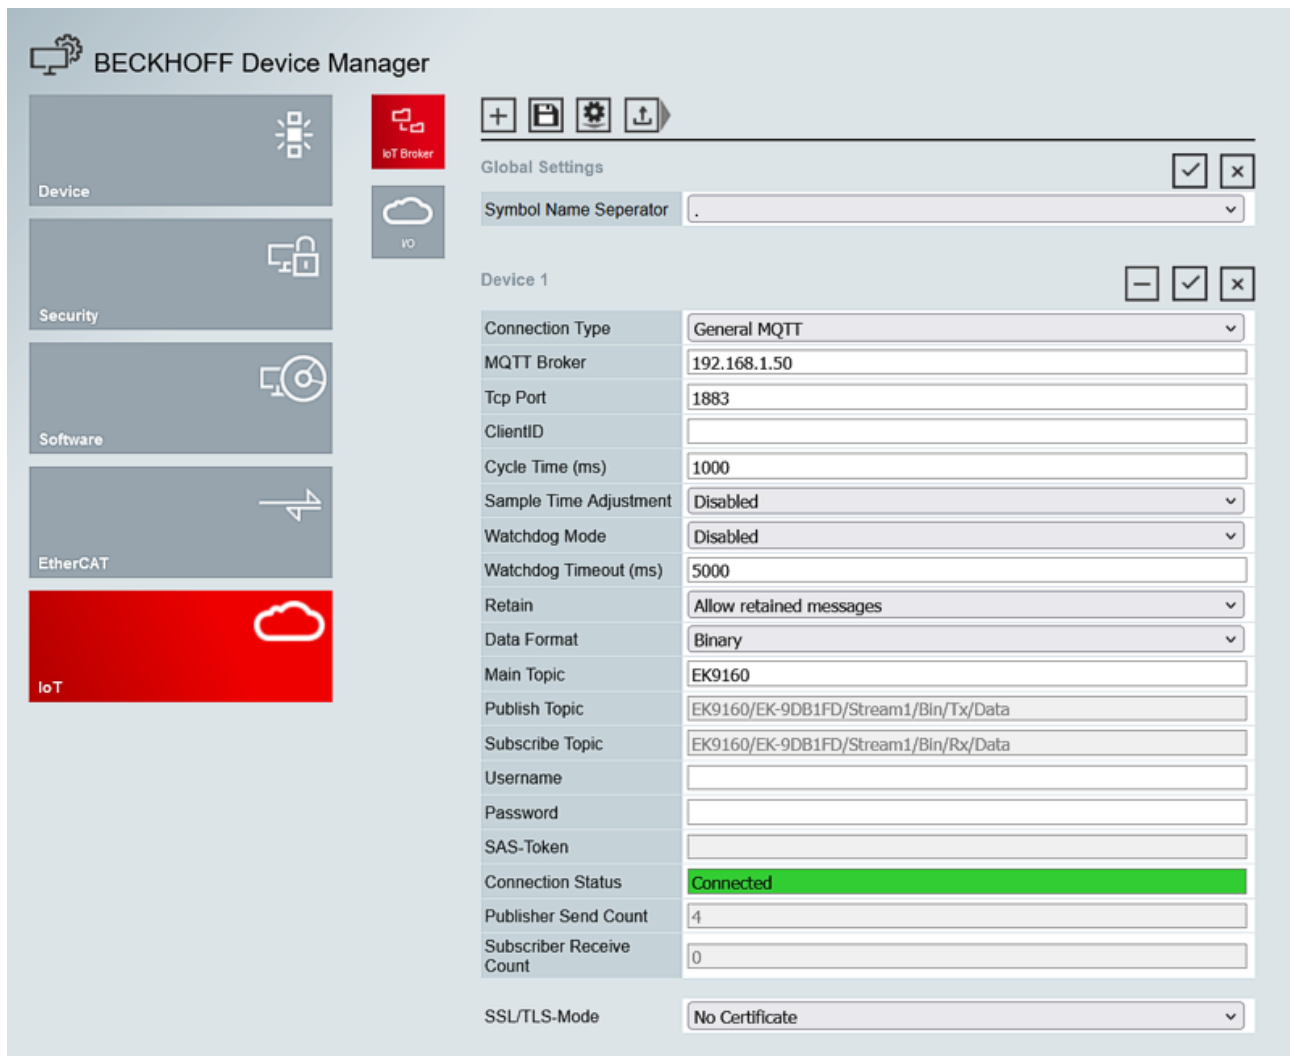 BECKHOFF Device Manager
Device
Security
Software
EtherCAT
IoT
IoT Broker
I/O
Global Settings
Symbol Name Seperator .
Device 1
Connection Type General MQTT
MQTT Broker 192.168.1.50
Tcp Port 1883
ClientID
Cycle Time (ms) 1000
Sample Time Adjustment Disabled
Watchdog Mode Disabled
Watchdog Timeout (ms) 5000
Retain Allow retained messages
Data Format Binary
Main Topic EK9160
Publish Topic EK9160/EK-9DB1FD/Stream1/Bin/Tx/Data
Subscribe Topic EK9160/EK-9DB1FD/Stream1/Bin/Rx/Data
Username
Password
SAS-Token
Connection Status Connected
Publisher Send Count 4
Subscriber Receive
Count 0
SSL/TLS-Mode No Certificate